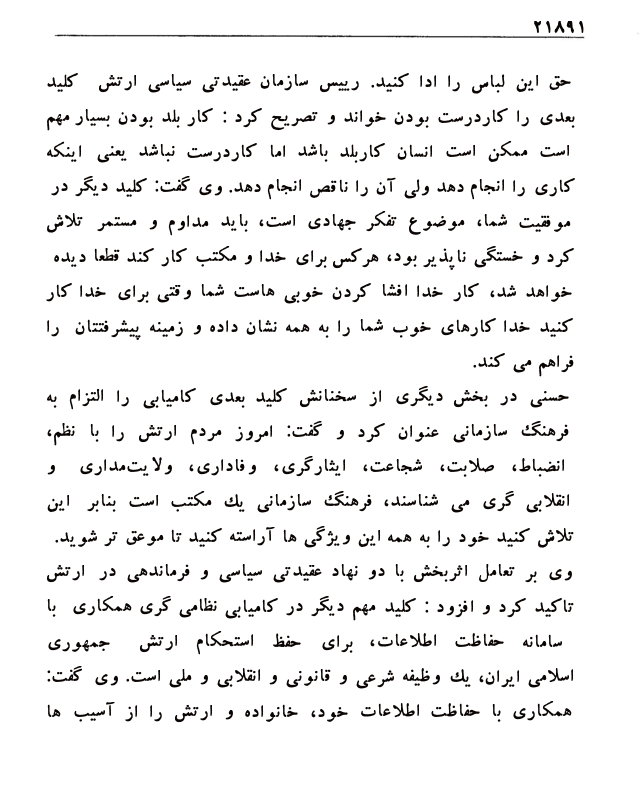 ۲۱۸۹۱
حق این لباس را ادا کنید. رییس سازمان عقیدتی سیاسی ارتش کلید
بعدی را کاردرست بودن خواند و تصریح کرد : کار بلد بودن بسیار مهم
است ممکن است انسان کاربلد باشد اما کاردرست نباشد یعنی اینکه
کاری را انجام دهد ولی آن را ناقص انجام دهد. وی گفت: کلید دیگر در
موفقیت شما، موضوع تفکر جهادی است، باید مداوم و مستمر تلاش
کرد و خستگی ناپذیر بود، هرکس برای خدا و مکتب کار کند قطعا دیده
خواهد شد، کار خدا افشا کردن خوبی هاست شما وقتی برای خدا کار
کنید خدا کارهای خوب شما را به همه نشان داده و زمینه پیشرفتتان را
فراهم می کند.
حسنی در بخش دیگری از سخنانش کلید بعدی کامیابی را التزام به
فرهنگ سازمانی عنوان کرد و گفت: امروز مردم ارتش را با نظم،
انضباط، صلابت، شجاعت، ایثارگری، وفاداری، ولایت‌مداری و
انقلابی گری می شناسند، فرهنگ سازمانی یك مکتب است بنابر این
تلاش کنید خود را به همه این ویژگی ها آراسته کنید تا موعق تر شوید.
وی بر تعامل اثربخش با دو نهاد عقیدتی سیاسی و فرماندهی در ارتش
تاکید کرد و افزود : کلید مهم دیگر در کامیابی نظامی گری همکاری با
سامانه حفاظت اطلاعات، برای حفظ استحکام ارتش جمهوری
اسلامی ایران، یك وظیفه شرعی و قانونی و انقلابی و ملی است. وی گفت:
همکاری با حفاظت اطلاعات خود، خانواده و ارتش را از آسیب ها